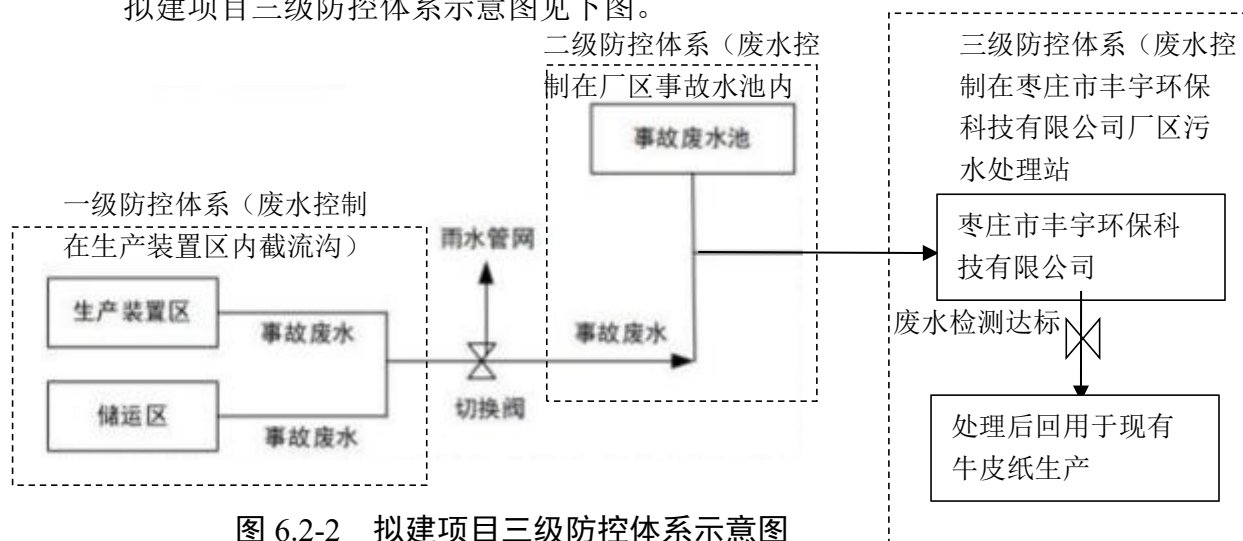 拟建项目三级防控体系示意图见下图。
二级防控体系（废水控
制在厂区事故水池内
事故废水池
三级防控体系（废水控
制在枣庄市丰宇环保
科技有限公司厂区污
水处理站
一级防控体系（废水控制
在生产装置区内截流沟）
雨水管网
枣庄市丰宇环保科
技有限公司
生产装置区
事故废水
事故废水
废水检测达标
储运区
事故废水
切换阀
处理后回用于现有
牛皮纸生产
图 6.2-2 拟建项目三级防控体系示意图